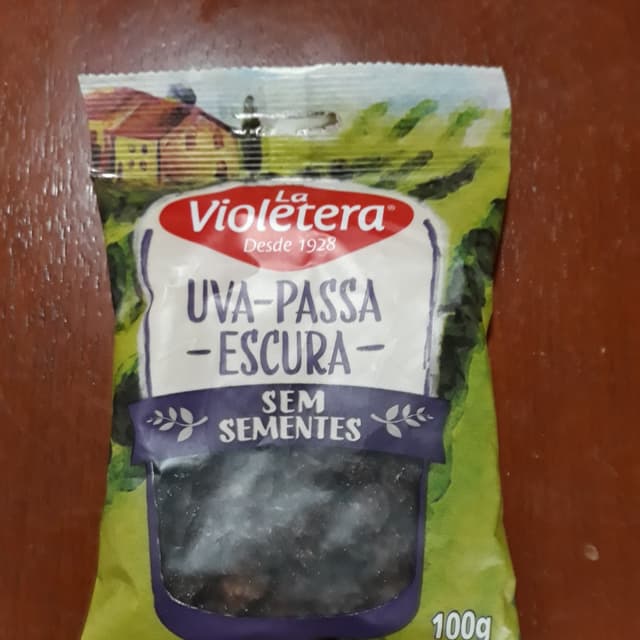 La
Violetera®
Desde 1928
UVA-PASSA
-ESCURA-
SEM
SEMENTES
100g